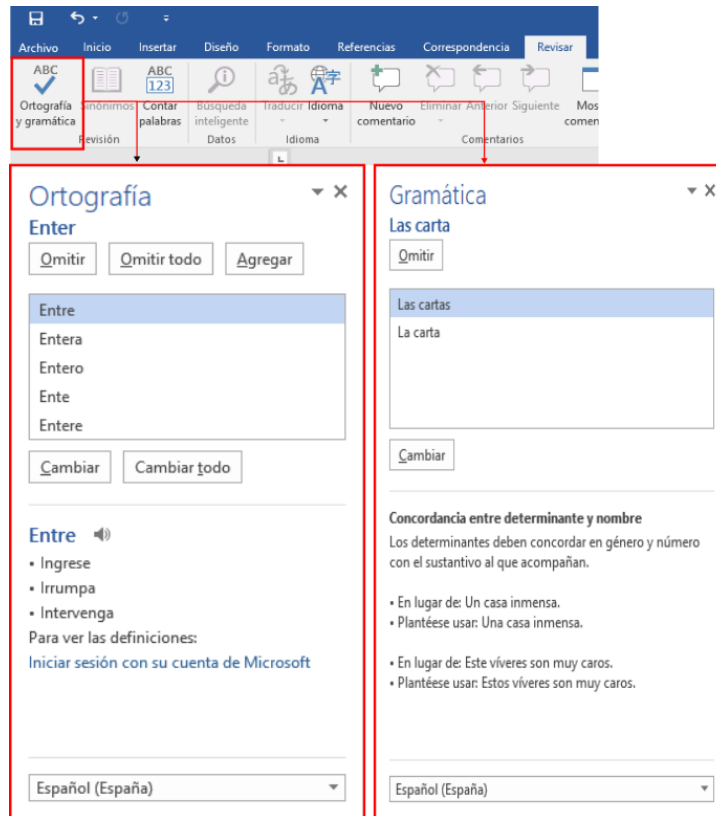 Archivo Inicio Insertar Diseño Formato Referencias Correspondencia Revisar
ABC
ABC
123
Ortografía y gramática
Sinónimos
Contar palabras
Búsqueda inteligente
Traducir
Idioma
Nuevo comentario
Eliminar
Anterior
Siguiente
Revisión
Datos
Idioma
Comentarios
Ortografía
Enter
Omitir
Omitir todo
Agregar
Entre
Entera
Entero
Ente
Entere
Cambiar
Cambiar todo
Entre
▪ Ingrese
▪ Irrumpa
▪ Intervenga
Para ver las definiciones:
Iniciar sesión con su cuenta de Microsoft
Español (España)
Gramática
Las carta
Omitir
Las cartas
La carta
Cambiar
Concordancia entre determinante y nombre
Los determinantes deben concordar en género y número
con el sustantivo al que acompañan.
▪ En lugar de: Un casa inmensa.
▪ Plantéese usar: Una casa inmensa.
▪ En lugar de: Este víveres son muy caros.
▪ Plantéese usar: Estos víveres son muy caros.
Español (España)